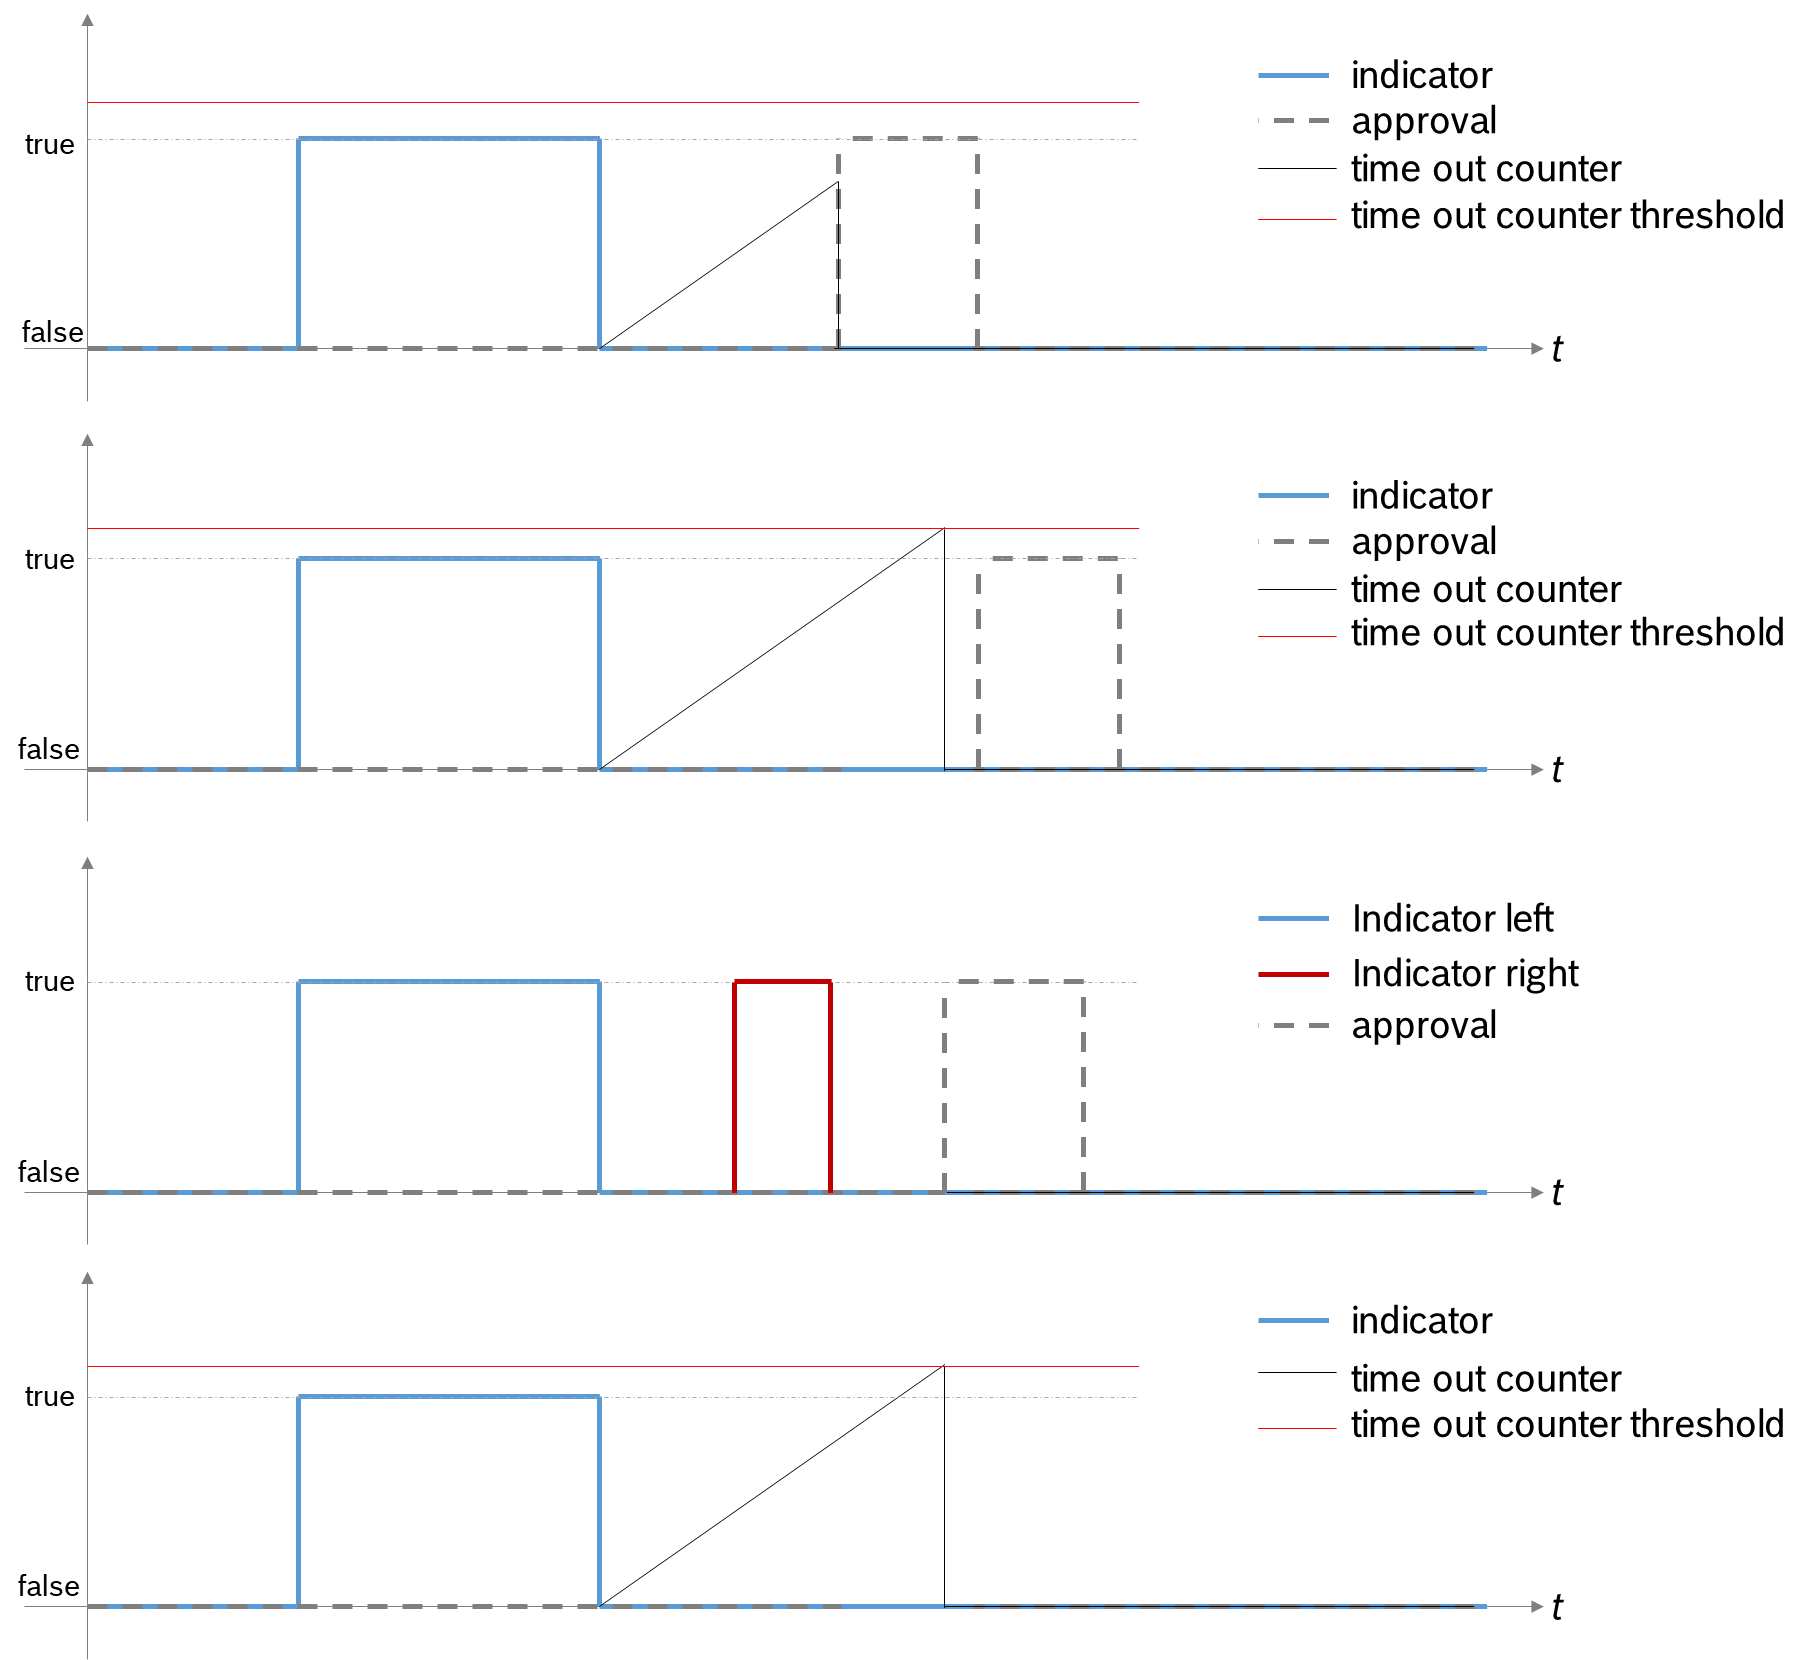 indicator
approval
time out counter
time out counter threshold
true
false
t
indicator
approval
time out counter
time out counter threshold
true
false
t
Indicator left
Indicator right
approval
true
false
t
indicator
time out counter
time out counter threshold
true
false
t